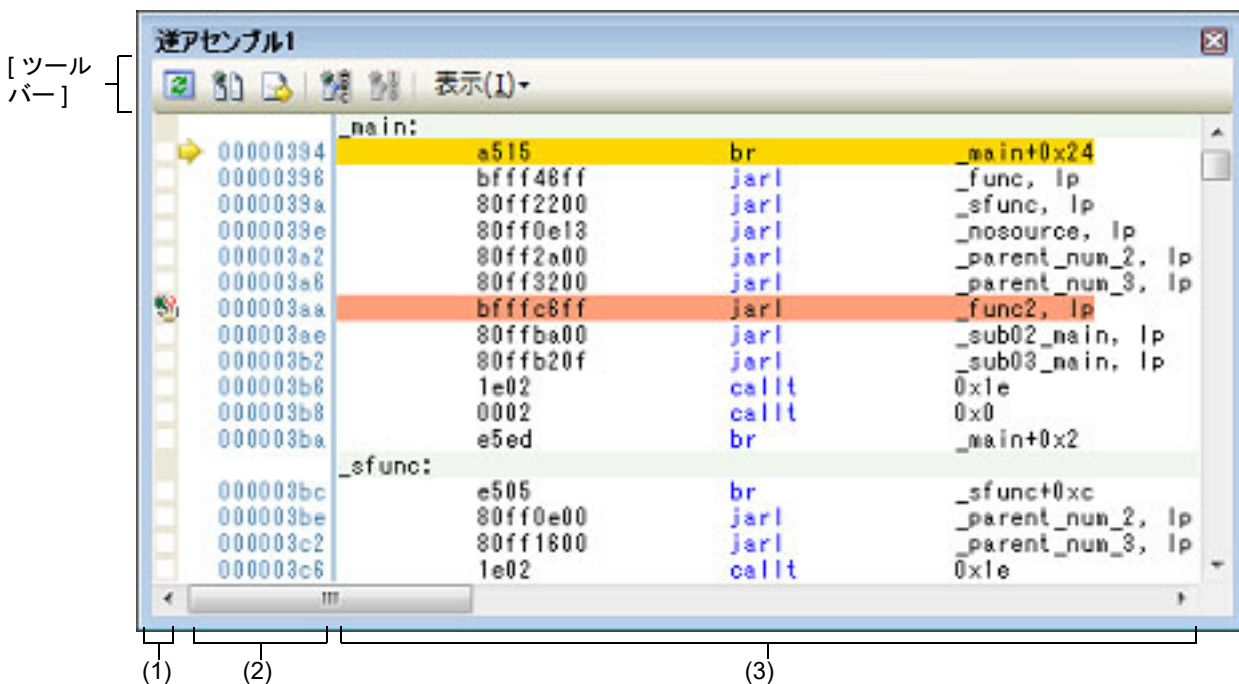 逆アセンブル1
[ ツール
バー ]
表示(I)
_main:
00000394 a515 br _main+0x24
00000396 bfff46ff jarl _func, lp
0000039a 80ff2200 jarl _sfunc, lp
0000039e 80ff0e13 jarl _nosource, lp
000003a2 80ff2a00 jarl _parent_num_2, lp
000003a6 80ff3200 jarl _parent_num_3, lp
000003aa bfffc6ff jarl _func2, lp
000003ae 80ffba00 jarl _sub02_main, lp
000003b2 80ffb20f jarl _sub03_main, lp
000003b6 1e02 callt 0x1e
000003b8 0002 callt 0x0
000003ba e5ed br _main+0x2
_sfunc:
000003bc e505 br _sfunc+0xc
000003be 80ff0e00 jarl _parent_num_2, lp
000003c2 80ff1600 jarl _parent_num_3, lp
000003c6 1e02 callt 0x1e
(1) (2) (3)